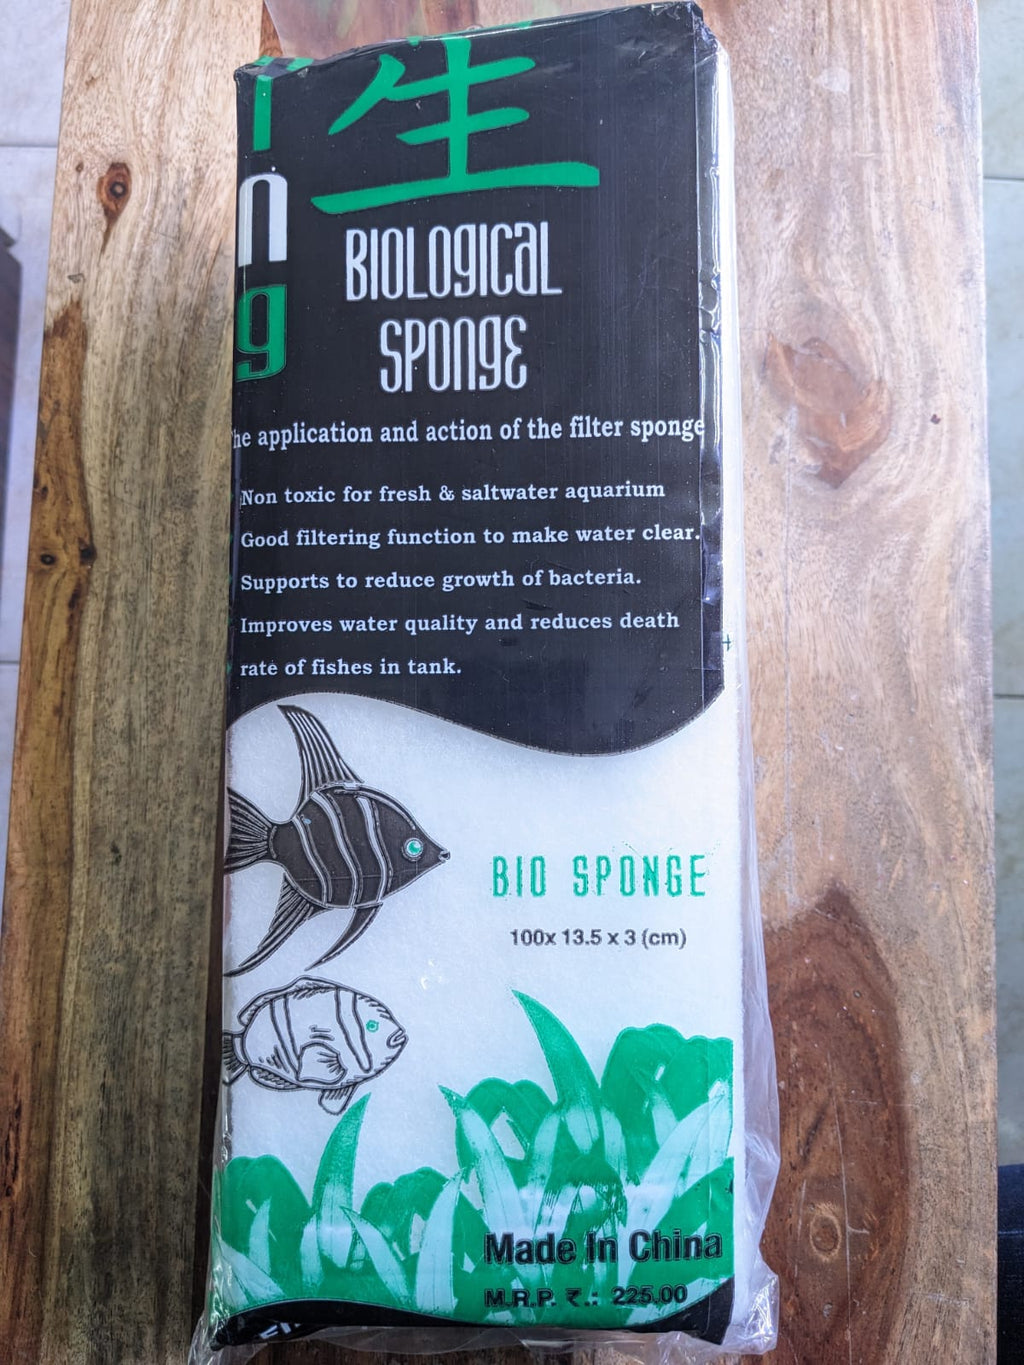 ing
生
BIOLOGICAL
SPONGE
he application and action of the filter sponge
Non toxic for fresh & saltwater aquarium
Good filtering function to make water clear.
Supports to reduce growth of bacteria.
Improves water quality and reduces death
rate of fishes in tank.
BIO SPONGE
100x 13.5 x 3 (cm)
Made In China
M.R.P. ₹.: 225.00